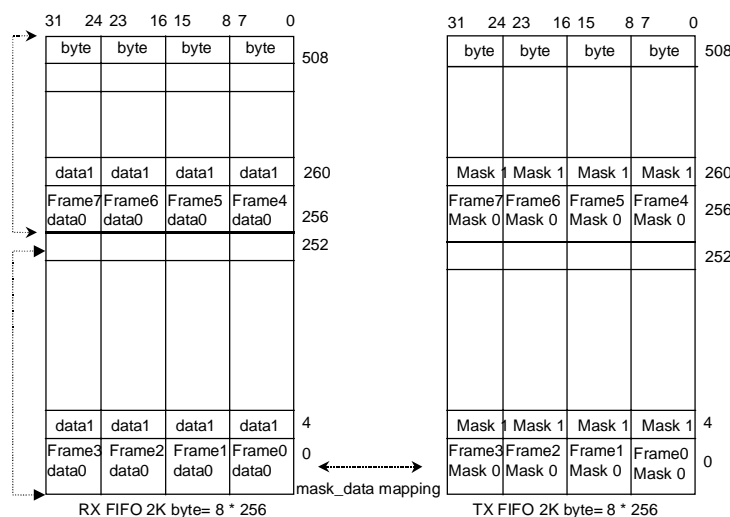 31 24 23 16 15 8 7 0 31 24 23 16 15 8 7 0
byte byte byte byte 508 byte byte byte byte 508
data1 data1 data1 data1 260 Mask 1 Mask 1 Mask 1 Mask 1 260
Frame7 Frame6 Frame5 Frame4 Frame7 Frame6 Frame5 Frame4
data0 data0 data0 data0 256 Mask 0 Mask 0 Mask 0 Mask 0 256
252 252
data1 data1 data1 data1 4 Mask 1 Mask 1 Mask 1 Mask 1 4
Frame3 Frame2 Frame1 Frame0 0 Frame3 Frame2 Frame1 Frame0 0
data0 data0 data0 data0 Mask 0 Mask 0 Mask 0 Mask 0
mask_data mapping
RX FIFO 2K byte= 8 * 256 TX FIFO 2K byte= 8 * 256